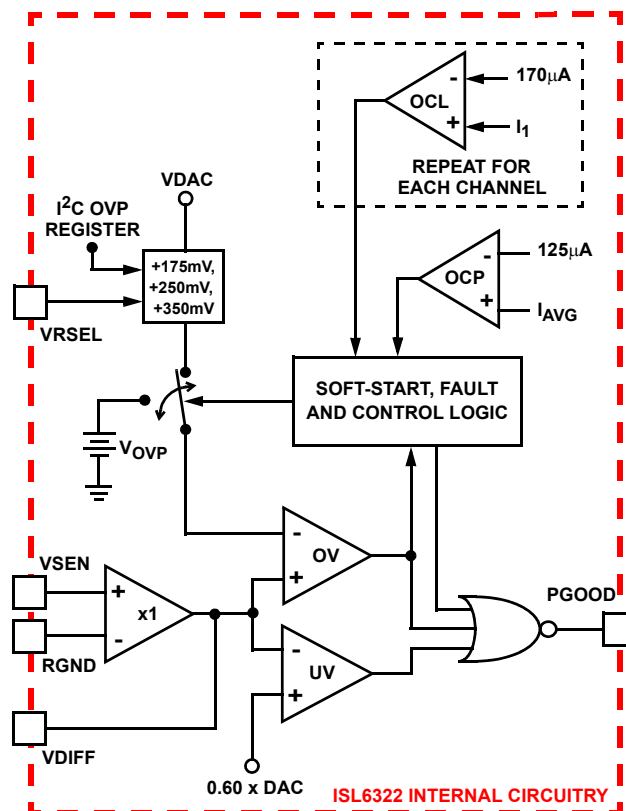 170µA
-
OCL
+
I1
REPEAT FOR
EACH CHANNEL
VDAC
I²C OVP
REGISTER
+175mV,
+250mV,
+350mV
VRSEL
125µA
-
OCP
+
IAVG
SOFT-START, FAULT
AND CONTROL LOGIC
VOVP
-
OV
+
VSEN
+
x1
-
RGND
PGOOD
-
UV
+
VDIFF
0.60 x DAC
ISL6322 INTERNAL CIRCUITRY